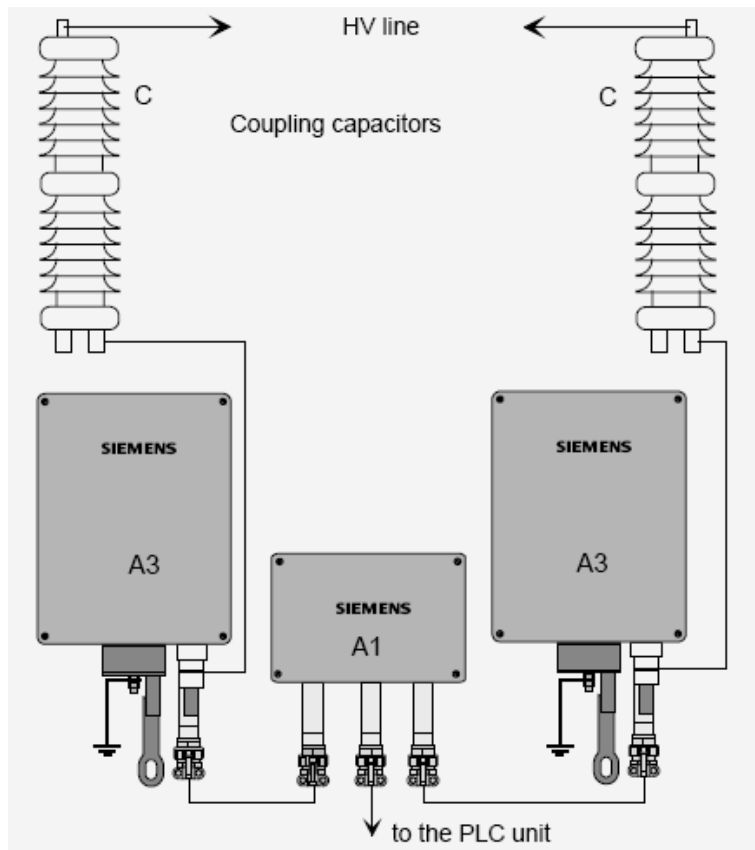 HV line
C
C
Coupling capacitors
SIEMENS
SIEMENS
A3
A3
SIEMENS
A1
to the PLC unit